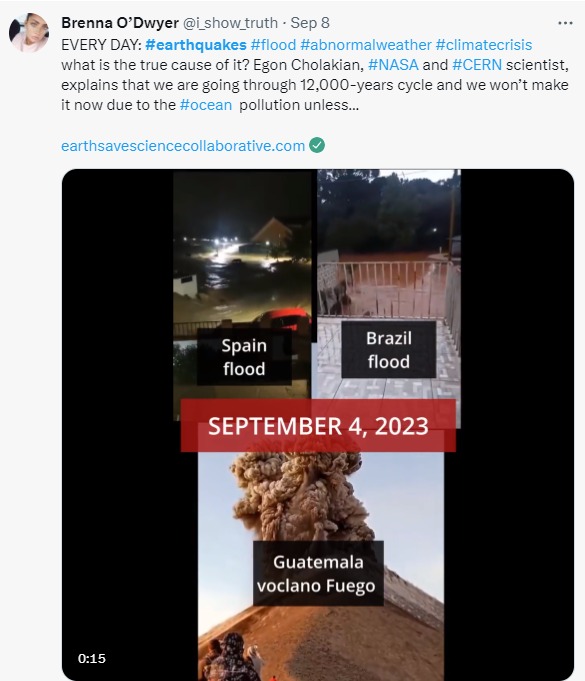 Brenna O’Dwyer @i_show_truth · Sep 8
EVERY DAY: #earthquakes #flood #abnormalweather #climatecrisis
what is the true cause of it? Egon Cholakian, #NASA and #CERN scientist,
explains that we are going through 12,000-years cycle and we won’t make
it now due to the #ocean pollution unless...
earthsavesciencecollaborative.com
Spain
flood
Brazil
flood
SEPTEMBER 4, 2023
Guatemala
voclano Fuego
0:15